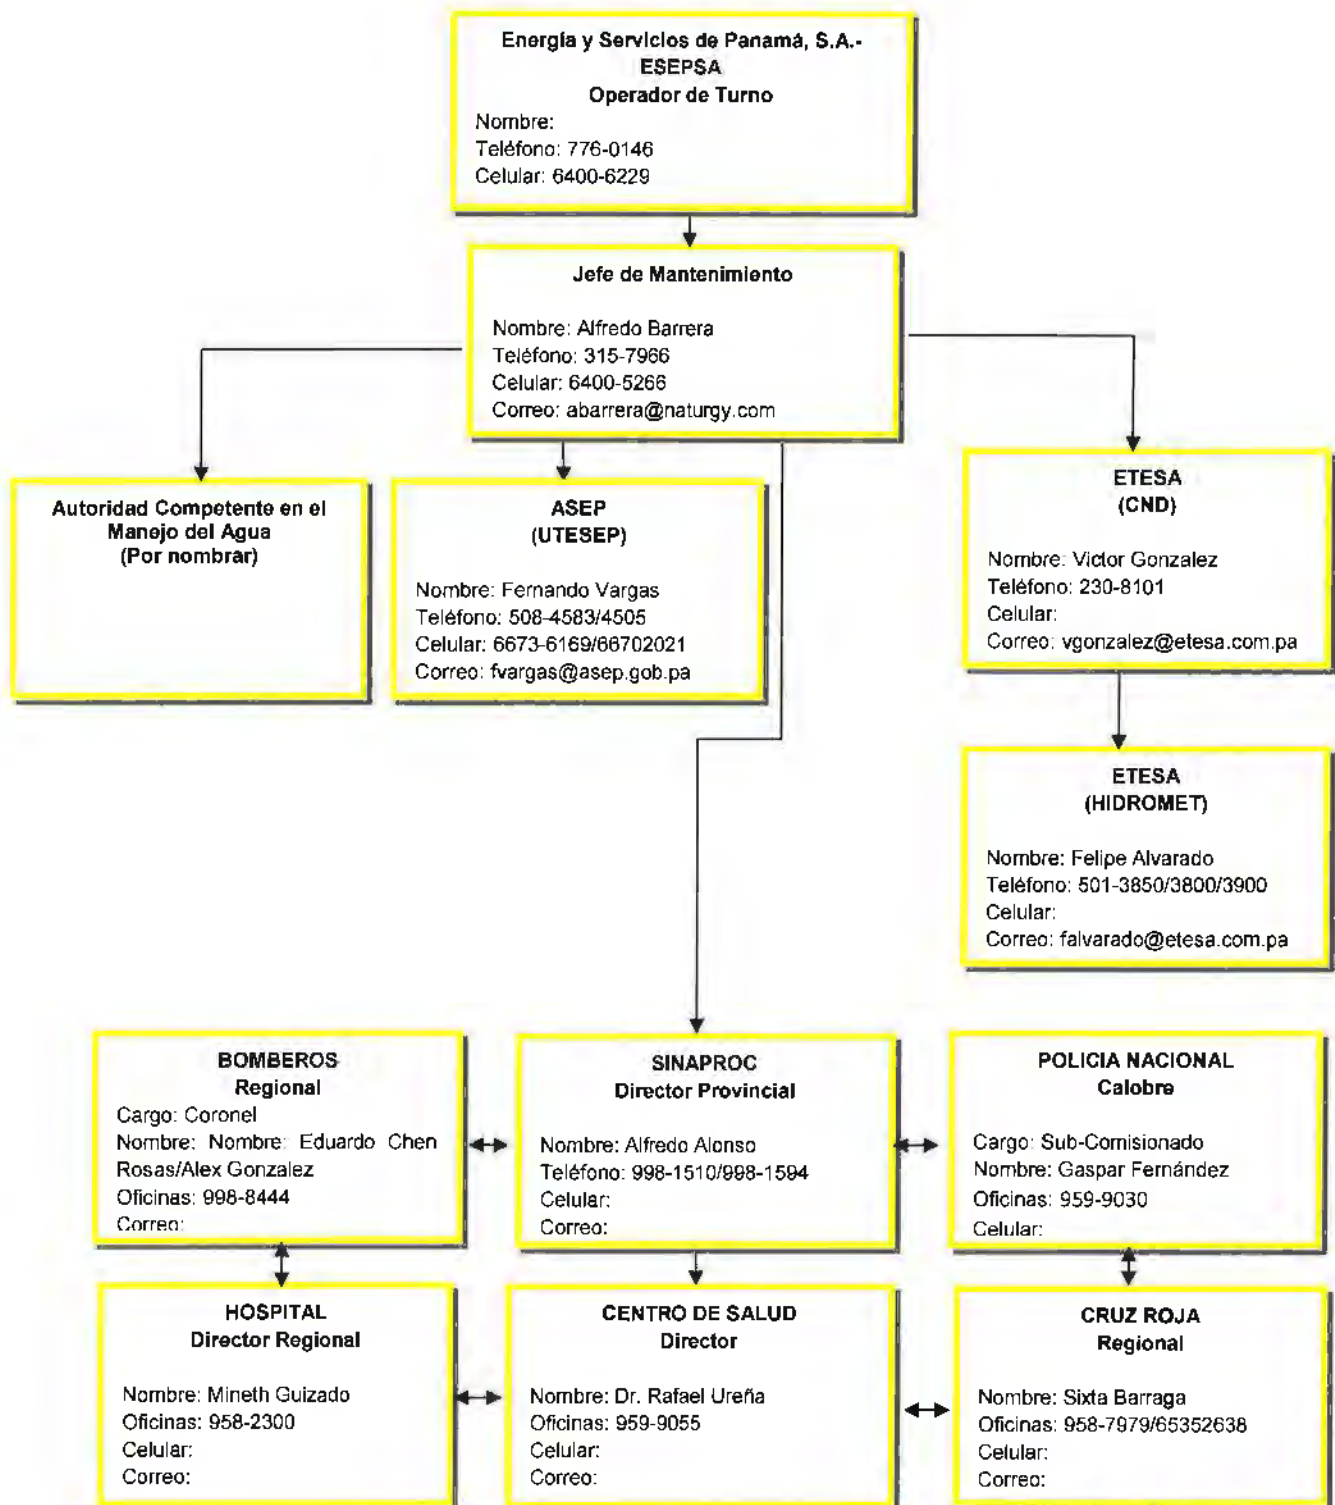 Energía y Servicios de Panamá, S.A.-
ESEPSA
Operador de Turno
Nombre:
Teléfono: 776-0146
Celular: 6400-6229
Jefe de Mantenimiento
Nombre: Alfredo Barrera
Teléfono: 315-7966
Celular: 6400-5266
Correo: abarrera@naturgy.com
Autoridad Competente en el
Manejo del Agua
(Por nombrar)
ASEP
(UTESEP)
Nombre: Fernando Vargas
Teléfono: 508-4583/4505
Celular: 6673-6169/66702021
Correo: fvargas@asep.gob.pa
ETESA
(CND)
Nombre: Victor Gonzalez
Teléfono: 230-8101
Celular:
Correo: vgonzalez@etesa.com.pa
ETESA
(HIDROMET)
Nombre: Felipe Alvarado
Teléfono: 501-3850/3800/3900
Celular:
Correo: falvarado@etesa.com.pa
BOMBEROS
Regional
Cargo: Coronel
Nombre: Nombre: Eduardo Chen
Rosas/Alex Gonzalez
Oficinas: 998-8444
Correo:
SINAPROC
Director Provincial
Nombre: Alfredo Alonso
Teléfono: 998-1510/998-1594
Celular:
Correo:
POLICIA NACIONAL
Calobre
Cargo: Sub-Comisionado
Nombre: Gaspar Fernández
Oficinas: 959-9030
Celular:
HOSPITAL
Director Regional
Nombre: Mineth Guizado
Oficinas: 958-2300
Celular:
Correo:
CENTRO DE SALUD
Director
Nombre: Dr. Rafael Ureña
Oficinas: 959-9055
Celular:
Correo:
CRUZ ROJA
Regional
Nombre: Sixta Barraga
Oficinas: 958-7979/65352638
Celular:
Correo: